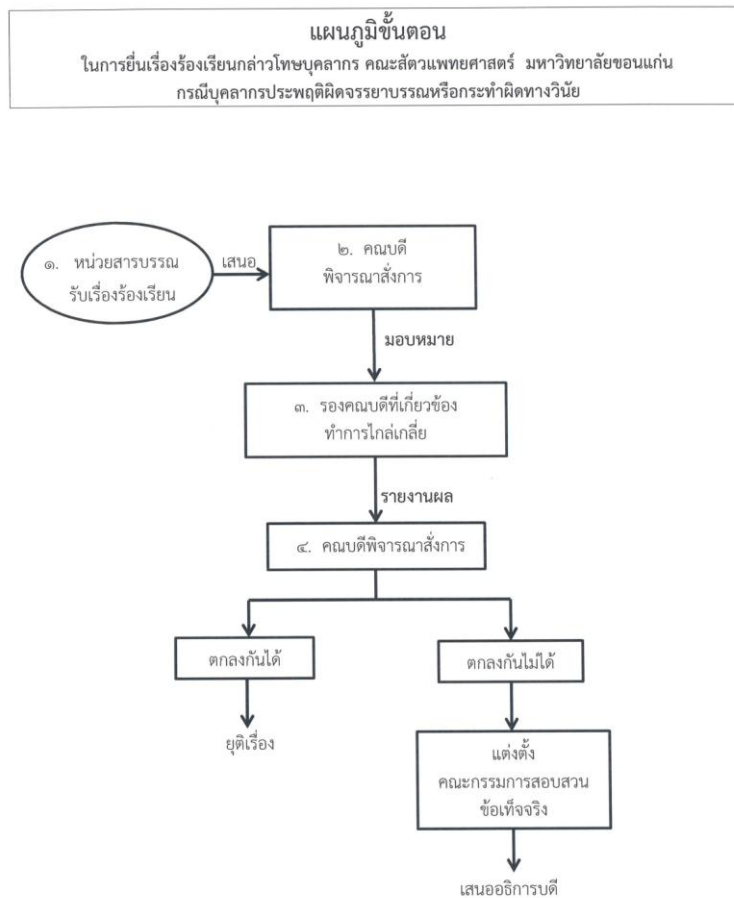 แผนภูมิขั้นตอน
ในการยื่นเรื่องร้องเรียนกล่าวโทษบุคลากร คณะสัตวแพทยศาสตร์ มหาวิทยาลัยขอนแก่น
กรณีบุคลากรประพฤติผิดจรรยาบรรณหรือกระทำผิดทางวินัย
๑. หน่วยสารบรรณ
รับเรื่องร้องเรียน
เสนอ
๒. คณบดี
พิจารณาสั่งการ
มอบหมาย
๓. รองคณบดีที่เกี่ยวข้อง
ทำการไกล่เกลี่ย
รายงานผล
๔. คณบดีพิจารณาสั่งการ
ตกลงกันได้
ตกลงกันไม่ได้
ยุติเรื่อง
แต่งตั้ง
คณะกรรมการสอบสวน
ข้อเท็จจริง
เสนออธิการบดี